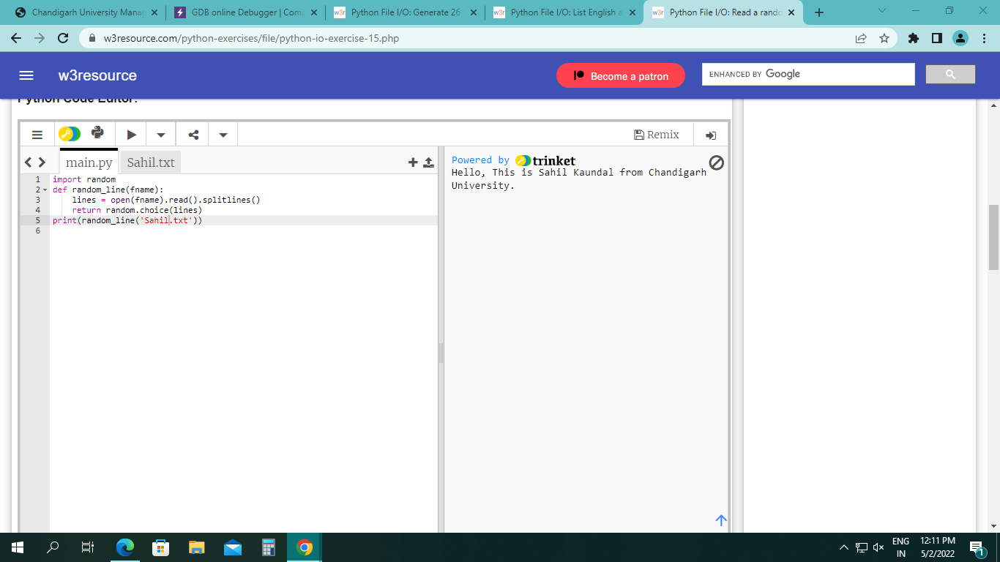 Chandigarh University Manag
GDB online Debugger | Comp
Python File I/O: Generate 26
Python File I/O: List English a
Python File I/O: Read a rando
w3resource.com/python-exercises/file/python-io-exercise-15.php
w3resource
Become a patron
ENHANCED BY Google
Python Code Editor:
Remix
main.py
Sahil.txt
1 import random
2 def random_line(fname):
3 lines = open(fname).read().splitlines()
4 return random.choice(lines)
5 print(random_line('Sahil.txt'))
6
Powered by trinket
Hello, This is Sahil Kaundal from Chandigarh
University.
ENG
IN
12:11 PM
5/2/2022
1